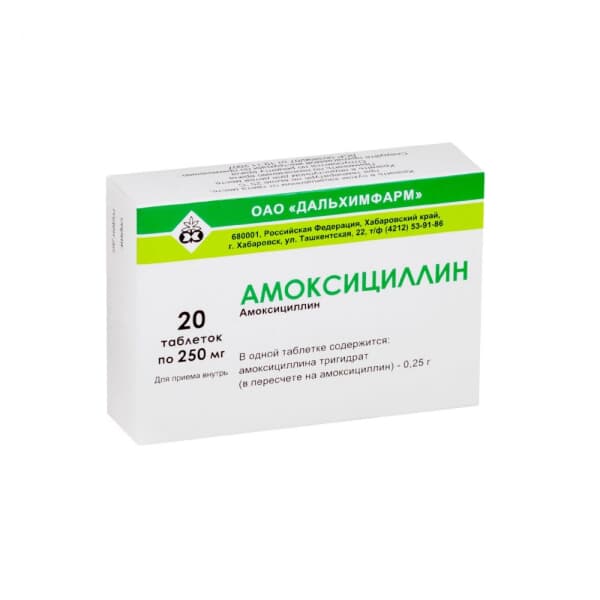 ОАО «ДАЛЬХИМФАРМ»
680001, Российская Федерация, Хабаровский край,
г. Хабаровск, ул. Ташкентская, 22, т/ф (4212) 53-91-86
АМОКСИЦИЛЛИН
Амоксициллин
20
таблеток
по 250 мг
Для приема внутрь
В одной таблетке содержится:
амоксициллина тригидрат
(в пересчете на амоксициллин) - 0,25 г